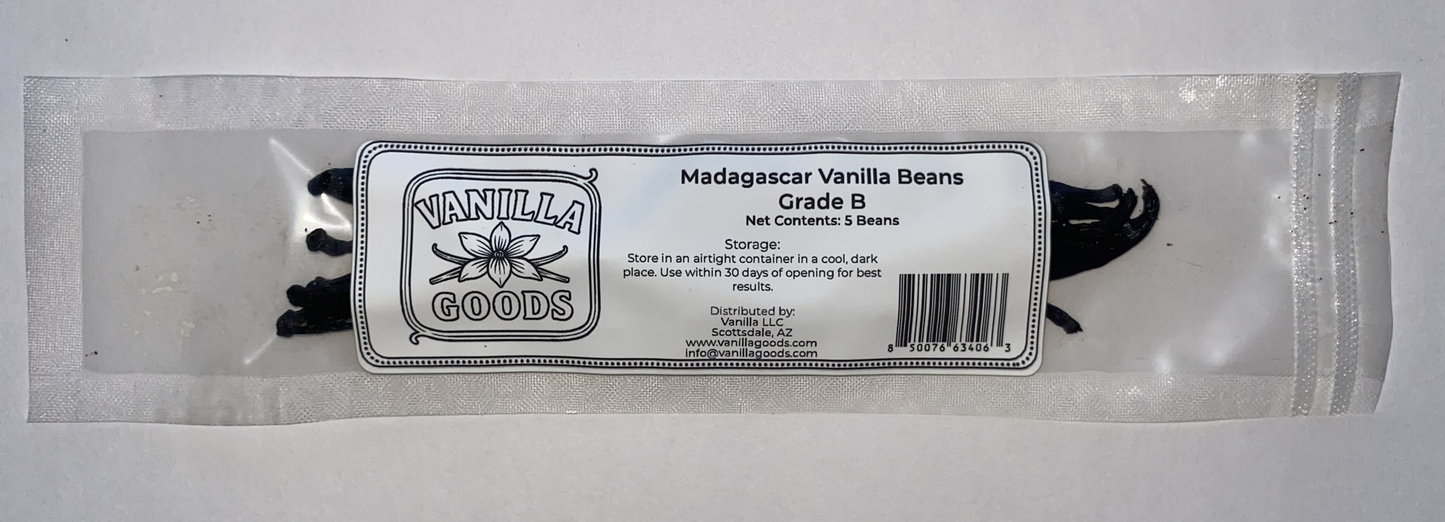 VANILLA
GOODS
Madagascar Vanilla Beans
Grade B
Net Contents: 5 Beans
Storage:
Store in an airtight container in a cool, dark
place. Use within 30 days of opening for best
results.
Distributed by:
Vanilla LLC
Scottsdale, AZ
www.vanillagoods.com
info@vanillagoods.com
8 50076 63406 3